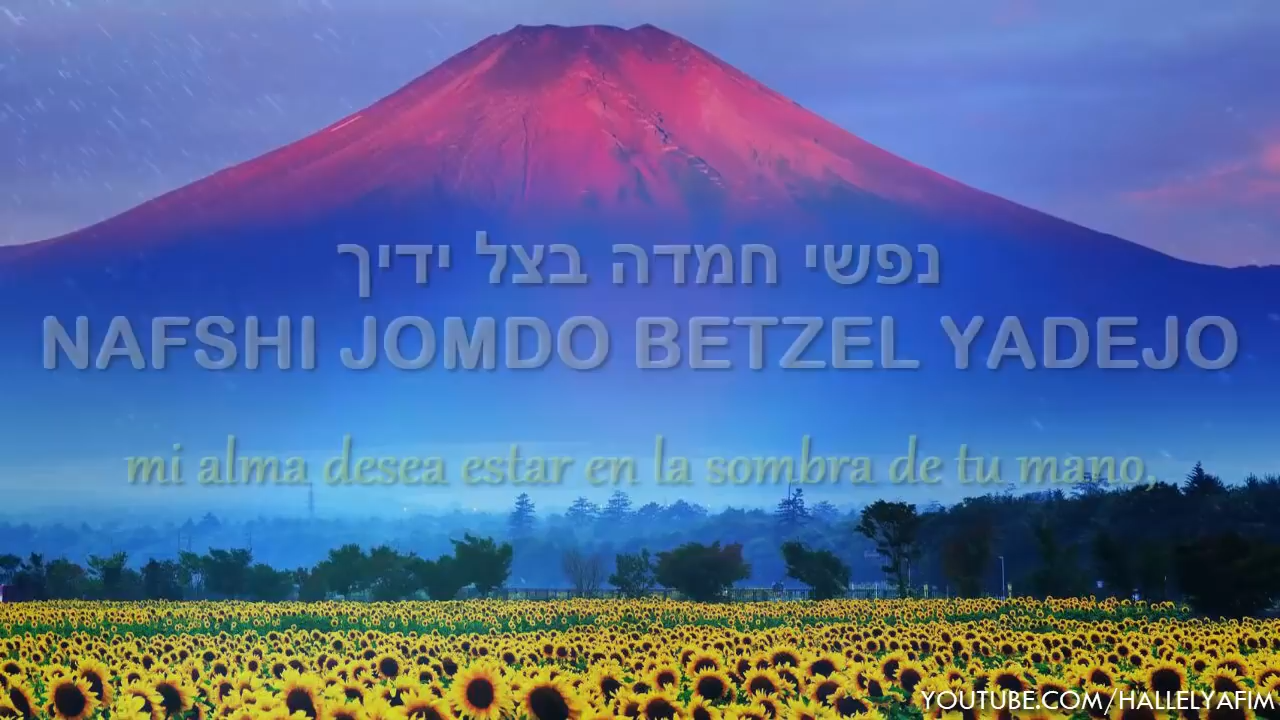 נפשי חמדה בצל ידיך
NAFSHI JOMDO BETZEL YADEJO
mi alma desea estar en la sombra de tu mano,
YOUTUBE.COM/HALLELYAFIM